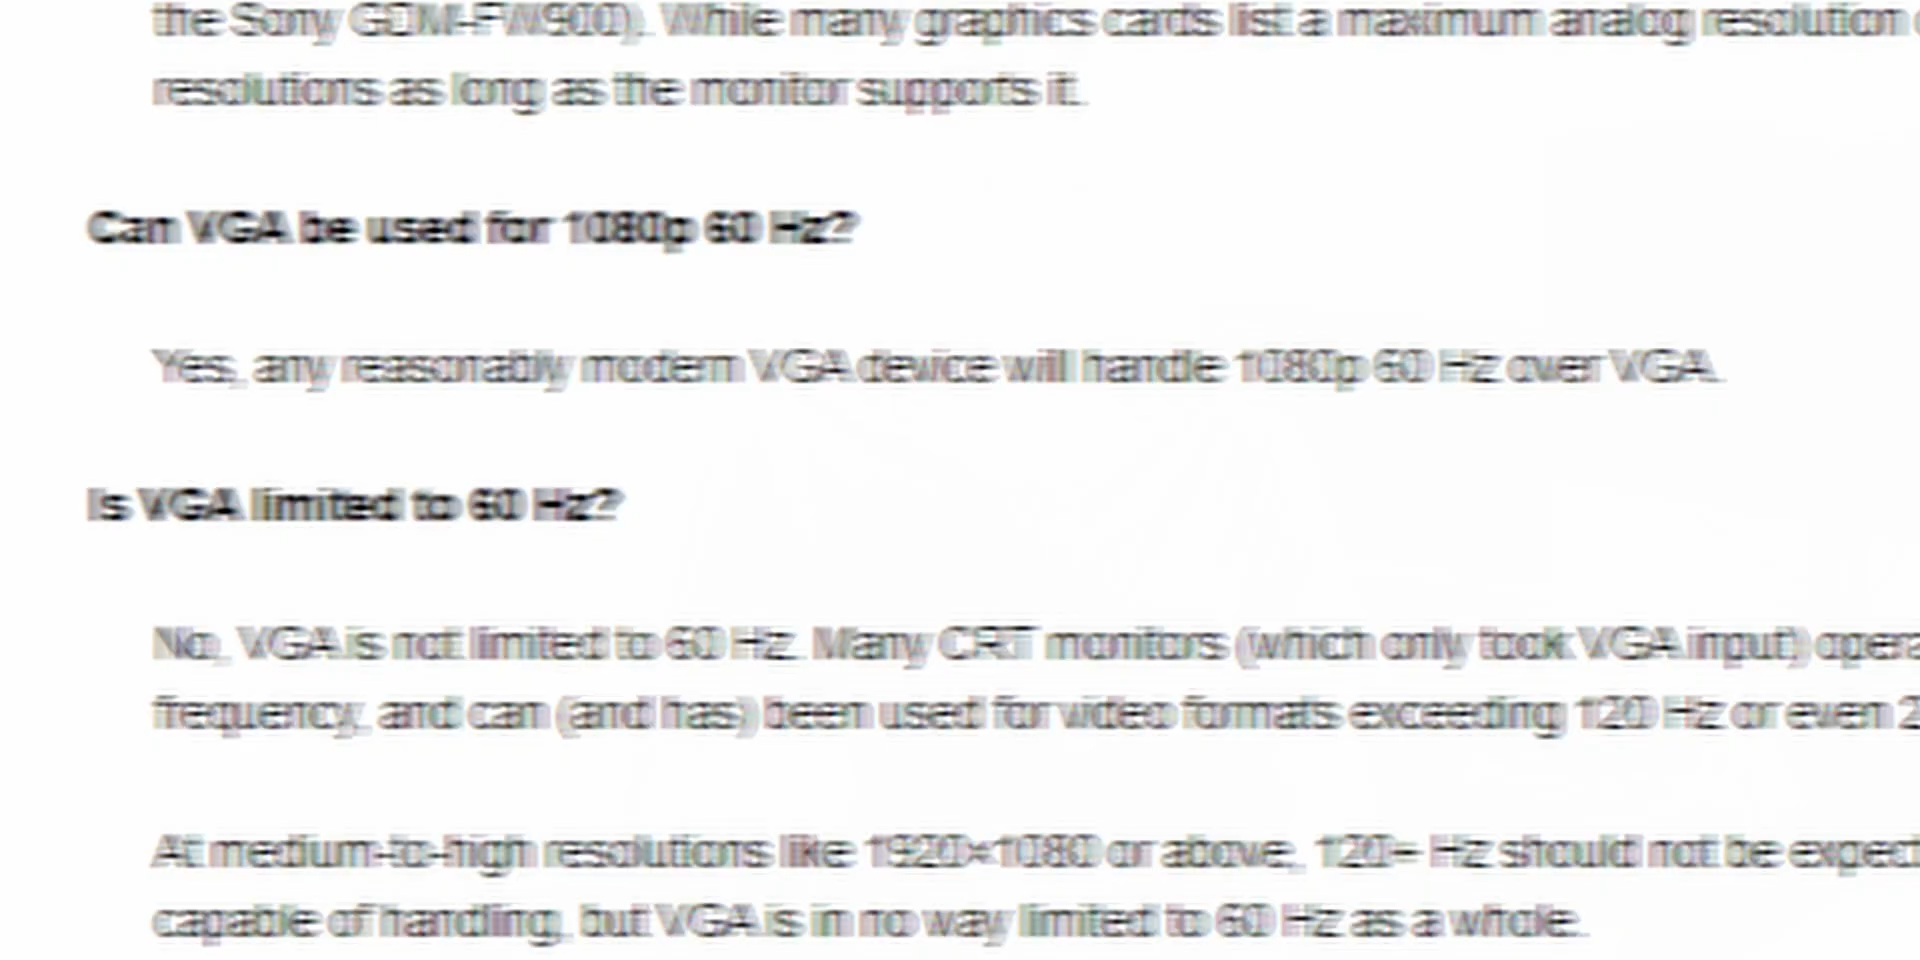 the Sony GDM-FW900). While many graphics cards list a maximum analog resolution
resolutions as long as the monitor supports it.
Can VGA be used for 1080p 60 Hz?
Yes, any reasonably modern VGA device will handle 1080p 60 Hz over VGA.
Is VGA limited to 60 Hz?
No, VGA is not limited to 60 Hz. Many CRT monitors (which only took VGA input) opera
frequency, and can (and has) been used for video formats exceeding 120 Hz or even 2
At medium-to-high resolutions like 1920×1080 or above, 120+ Hz should not be expect
capable of handling, but VGA is in no way limited to 60 Hz as a whole.